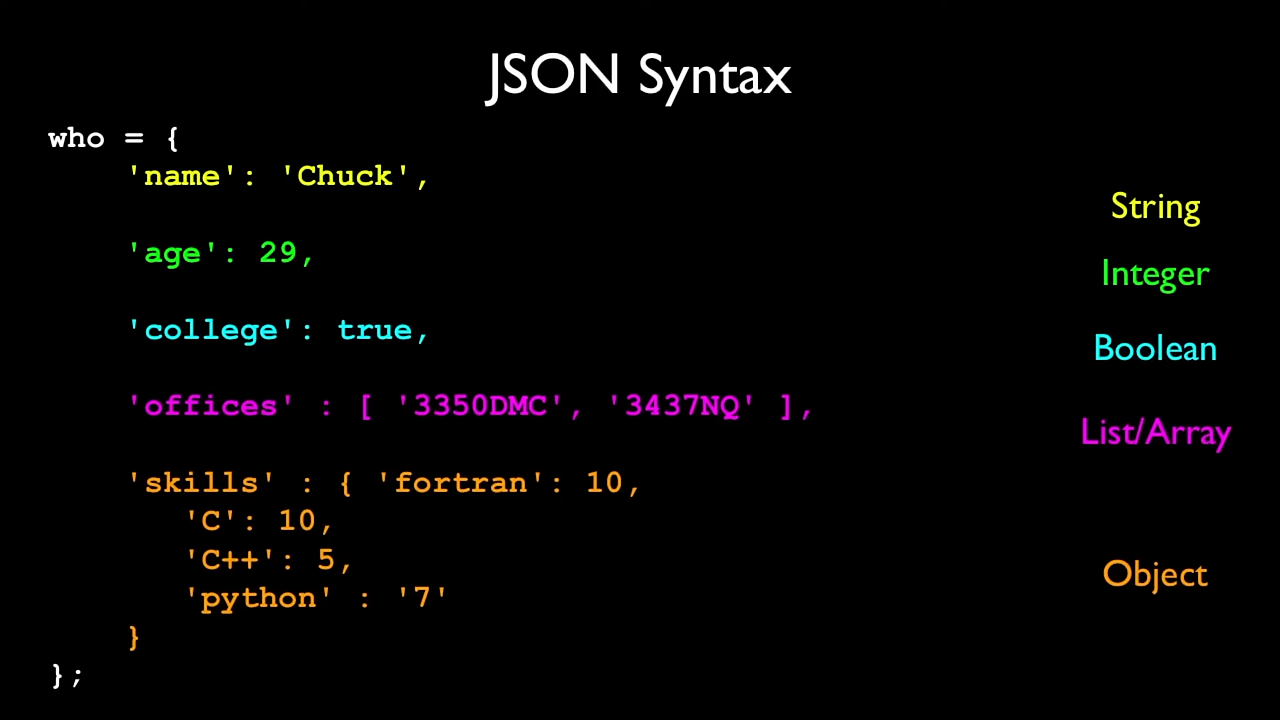 JSON Syntax
who = {
'name': 'Chuck',
String
'age': 29,
Integer
'college': true,
Boolean
'offices' : [ '3350DMC', '3437NQ' ],
List/Array
'skills' : { 'fortran': 10,
'C': 10,
'C++': 5,
Object
'python' : '7'
}
};